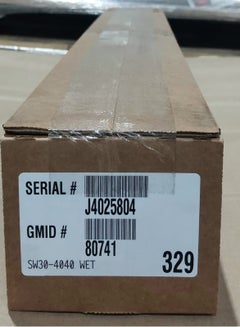 SERIAL #
J4025804
GMID #
80741
SW30-4040 WET
329